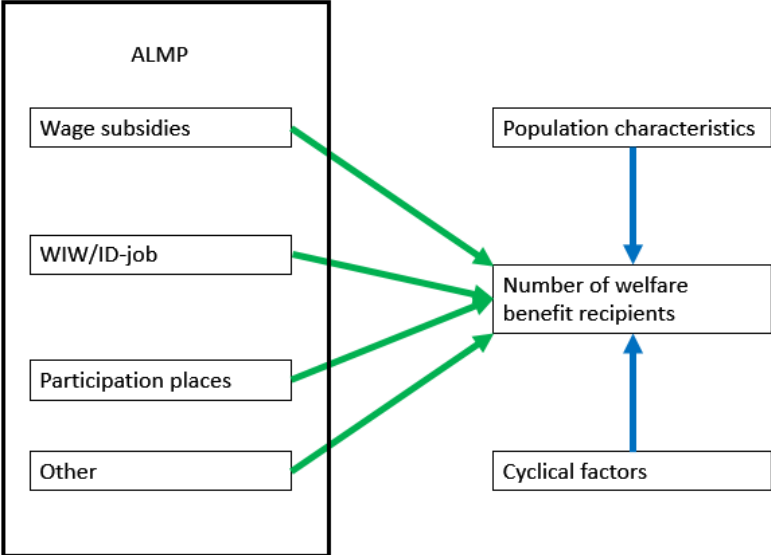 ALMP
Wage subsidies
WIW/ID-job
Participation places
Other
Population characteristics
Number of welfare
benefit recipients
Cyclical factors